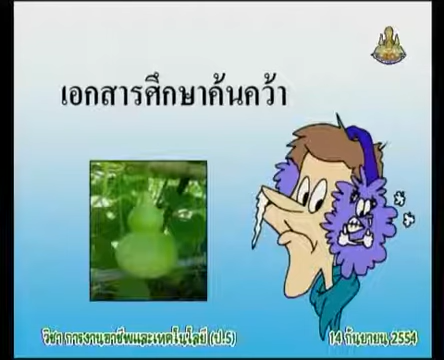 เอกสารศึกษาค้นคว้า
วิชา การงานอาชีพและเทคโนโลยี (ป.5) 14 กันยายน 2554